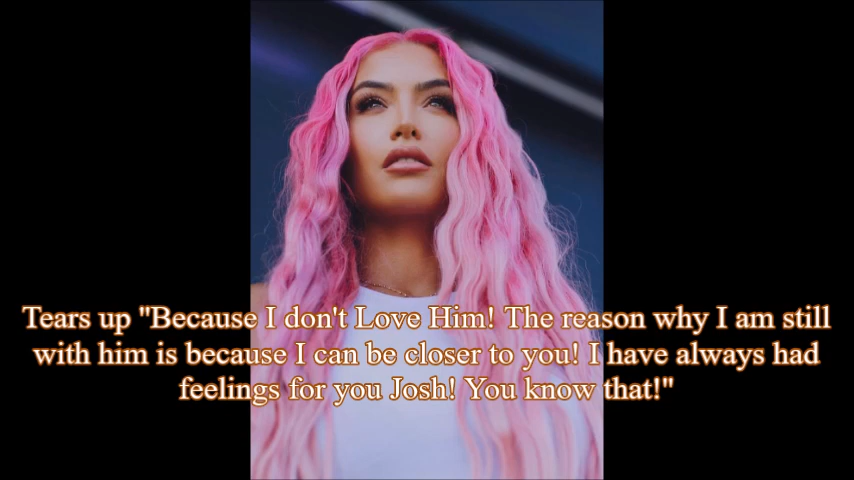 Tears up "Because I don't Love Him! The reason why I am still
with him is because I can be closer to you! I have always had
feelings for you Josh! You know that!"